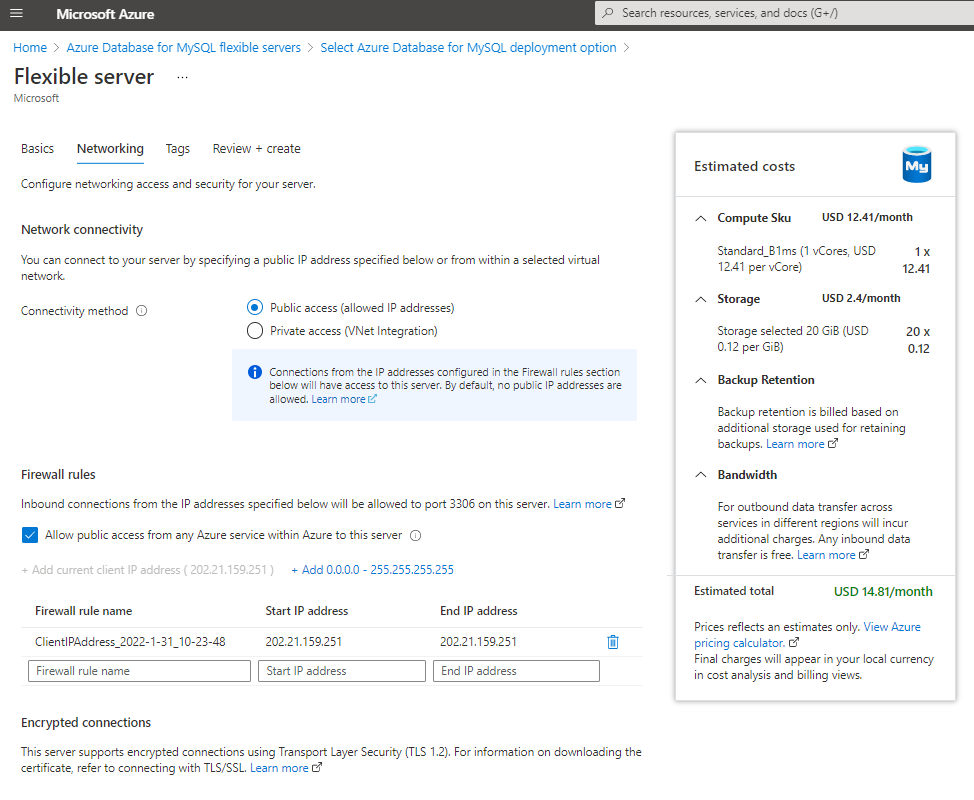 Microsoft Azure
Search resources, services, and docs (G+/)
Home > Azure Database for MySQL flexible servers > Select Azure Database for MySQL deployment option >
Flexible server ...
Microsoft
Basics Networking Tags Review + create
Configure networking access and security for your server.
Network connectivity
You can connect to your server by specifying a public IP address specified below or from within a selected virtual
network.
Connectivity method
Public access (allowed IP addresses)
Private access (VNet Integration)
Connections from the IP addresses configured in the Firewall rules section
below will have access to this server. By default, no public IP addresses are
allowed. Learn more
Firewall rules
Inbound connections from the IP addresses specified below will be allowed to port 3306 on this server. Learn more
Allow public access from any Azure service within Azure to this server
+ Add current client IP address ( 202.21.159.251 ) + Add 0.0.0.0 - 255.255.255.255
Firewall rule name Start IP address End IP address
ClientIPAddress_2022-1-31_10-23-48 202.21.159.251 202.21.159.251
Firewall rule name Start IP address End IP address
Encrypted connections
This server supports encrypted connections using Transport Layer Security (TLS 1.2). For information on downloading the
certificate, refer to connecting with TLS/SSL. Learn more
Estimated costs
My
Compute Sku USD 12.41/month
Standard_B1ms (1 vCores, USD 1 x
12.41 per vCore) 12.41
Storage USD 2.4/month
Storage selected 20 GiB (USD 20 x
0.12 per GiB) 0.12
Backup Retention
Backup retention is billed based on
additional storage used for retaining
backups. Learn more
Bandwidth
For outbound data transfer across
services in different regions will incur
additional charges. Any inbound data
transfer is free. Learn more
Estimated total USD 14.81/month
Prices reflect an estimates only. View Azure
pricing calculator.
Final charges will appear in your local currency
in cost analysis and billing views.